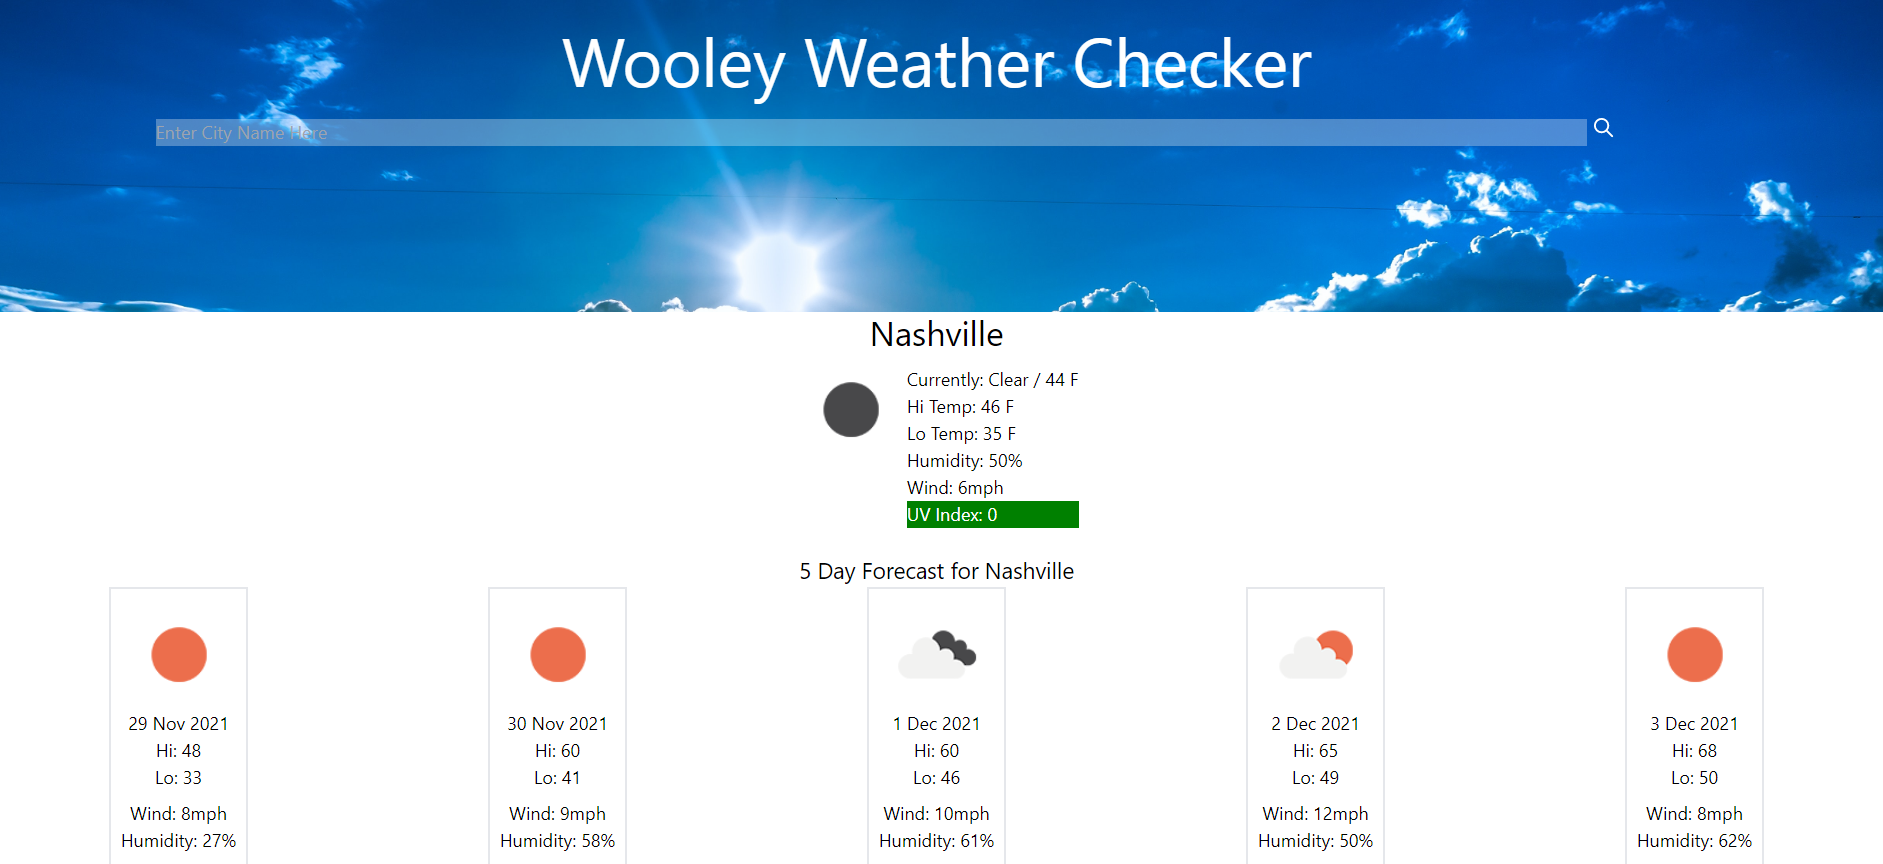 Wooley Weather Checker
Enter City Name Here
Nashville
Currently: Clear / 44 F
Hi Temp: 46 F
Lo Temp: 35 F
Humidity: 50%
Wind: 6mph
UV Index: 0
5 Day Forecast for Nashville
29 Nov 2021
Hi: 48
Lo: 33
Wind: 8mph
Humidity: 27%
30 Nov 2021
Hi: 60
Lo: 41
Wind: 9mph
Humidity: 58%
1 Dec 2021
Hi: 60
Lo: 46
Wind: 10mph
Humidity: 61%
2 Dec 2021
Hi: 65
Lo: 49
Wind: 12mph
Humidity: 50%
3 Dec 2021
Hi: 68
Lo: 50
Wind: 8mph
Humidity: 62%